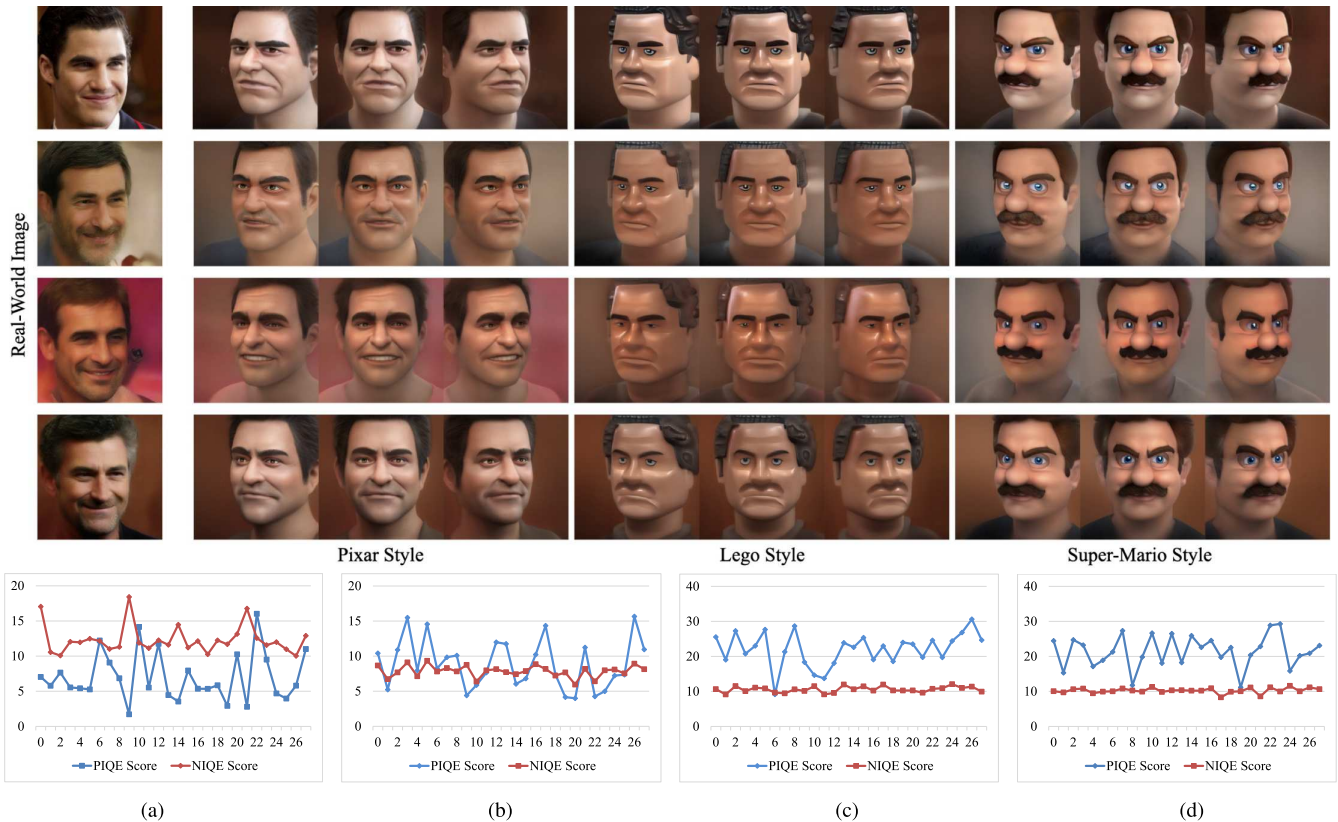 Real-World Image
Pixar Style
Lego Style
Super-Mario Style
20
15
10
5
0
0 2 4 6 8 10 12 14 16 18 20 22 24 26
PIQE Score NIQE Score
20
15
10
5
0
0 2 4 6 8 10 12 14 16 18 20 22 24 26
PIQE Score NIQE Score
40
30
20
10
0
0 2 4 6 8 10 12 14 16 18 20 22 24 26
PIQE Score NIQE Score
40
30
20
10
0
0 2 4 6 8 10 12 14 16 18 20 22 24 26
PIQE Score NIQE Score
(a)
(b)
(c)
(d)